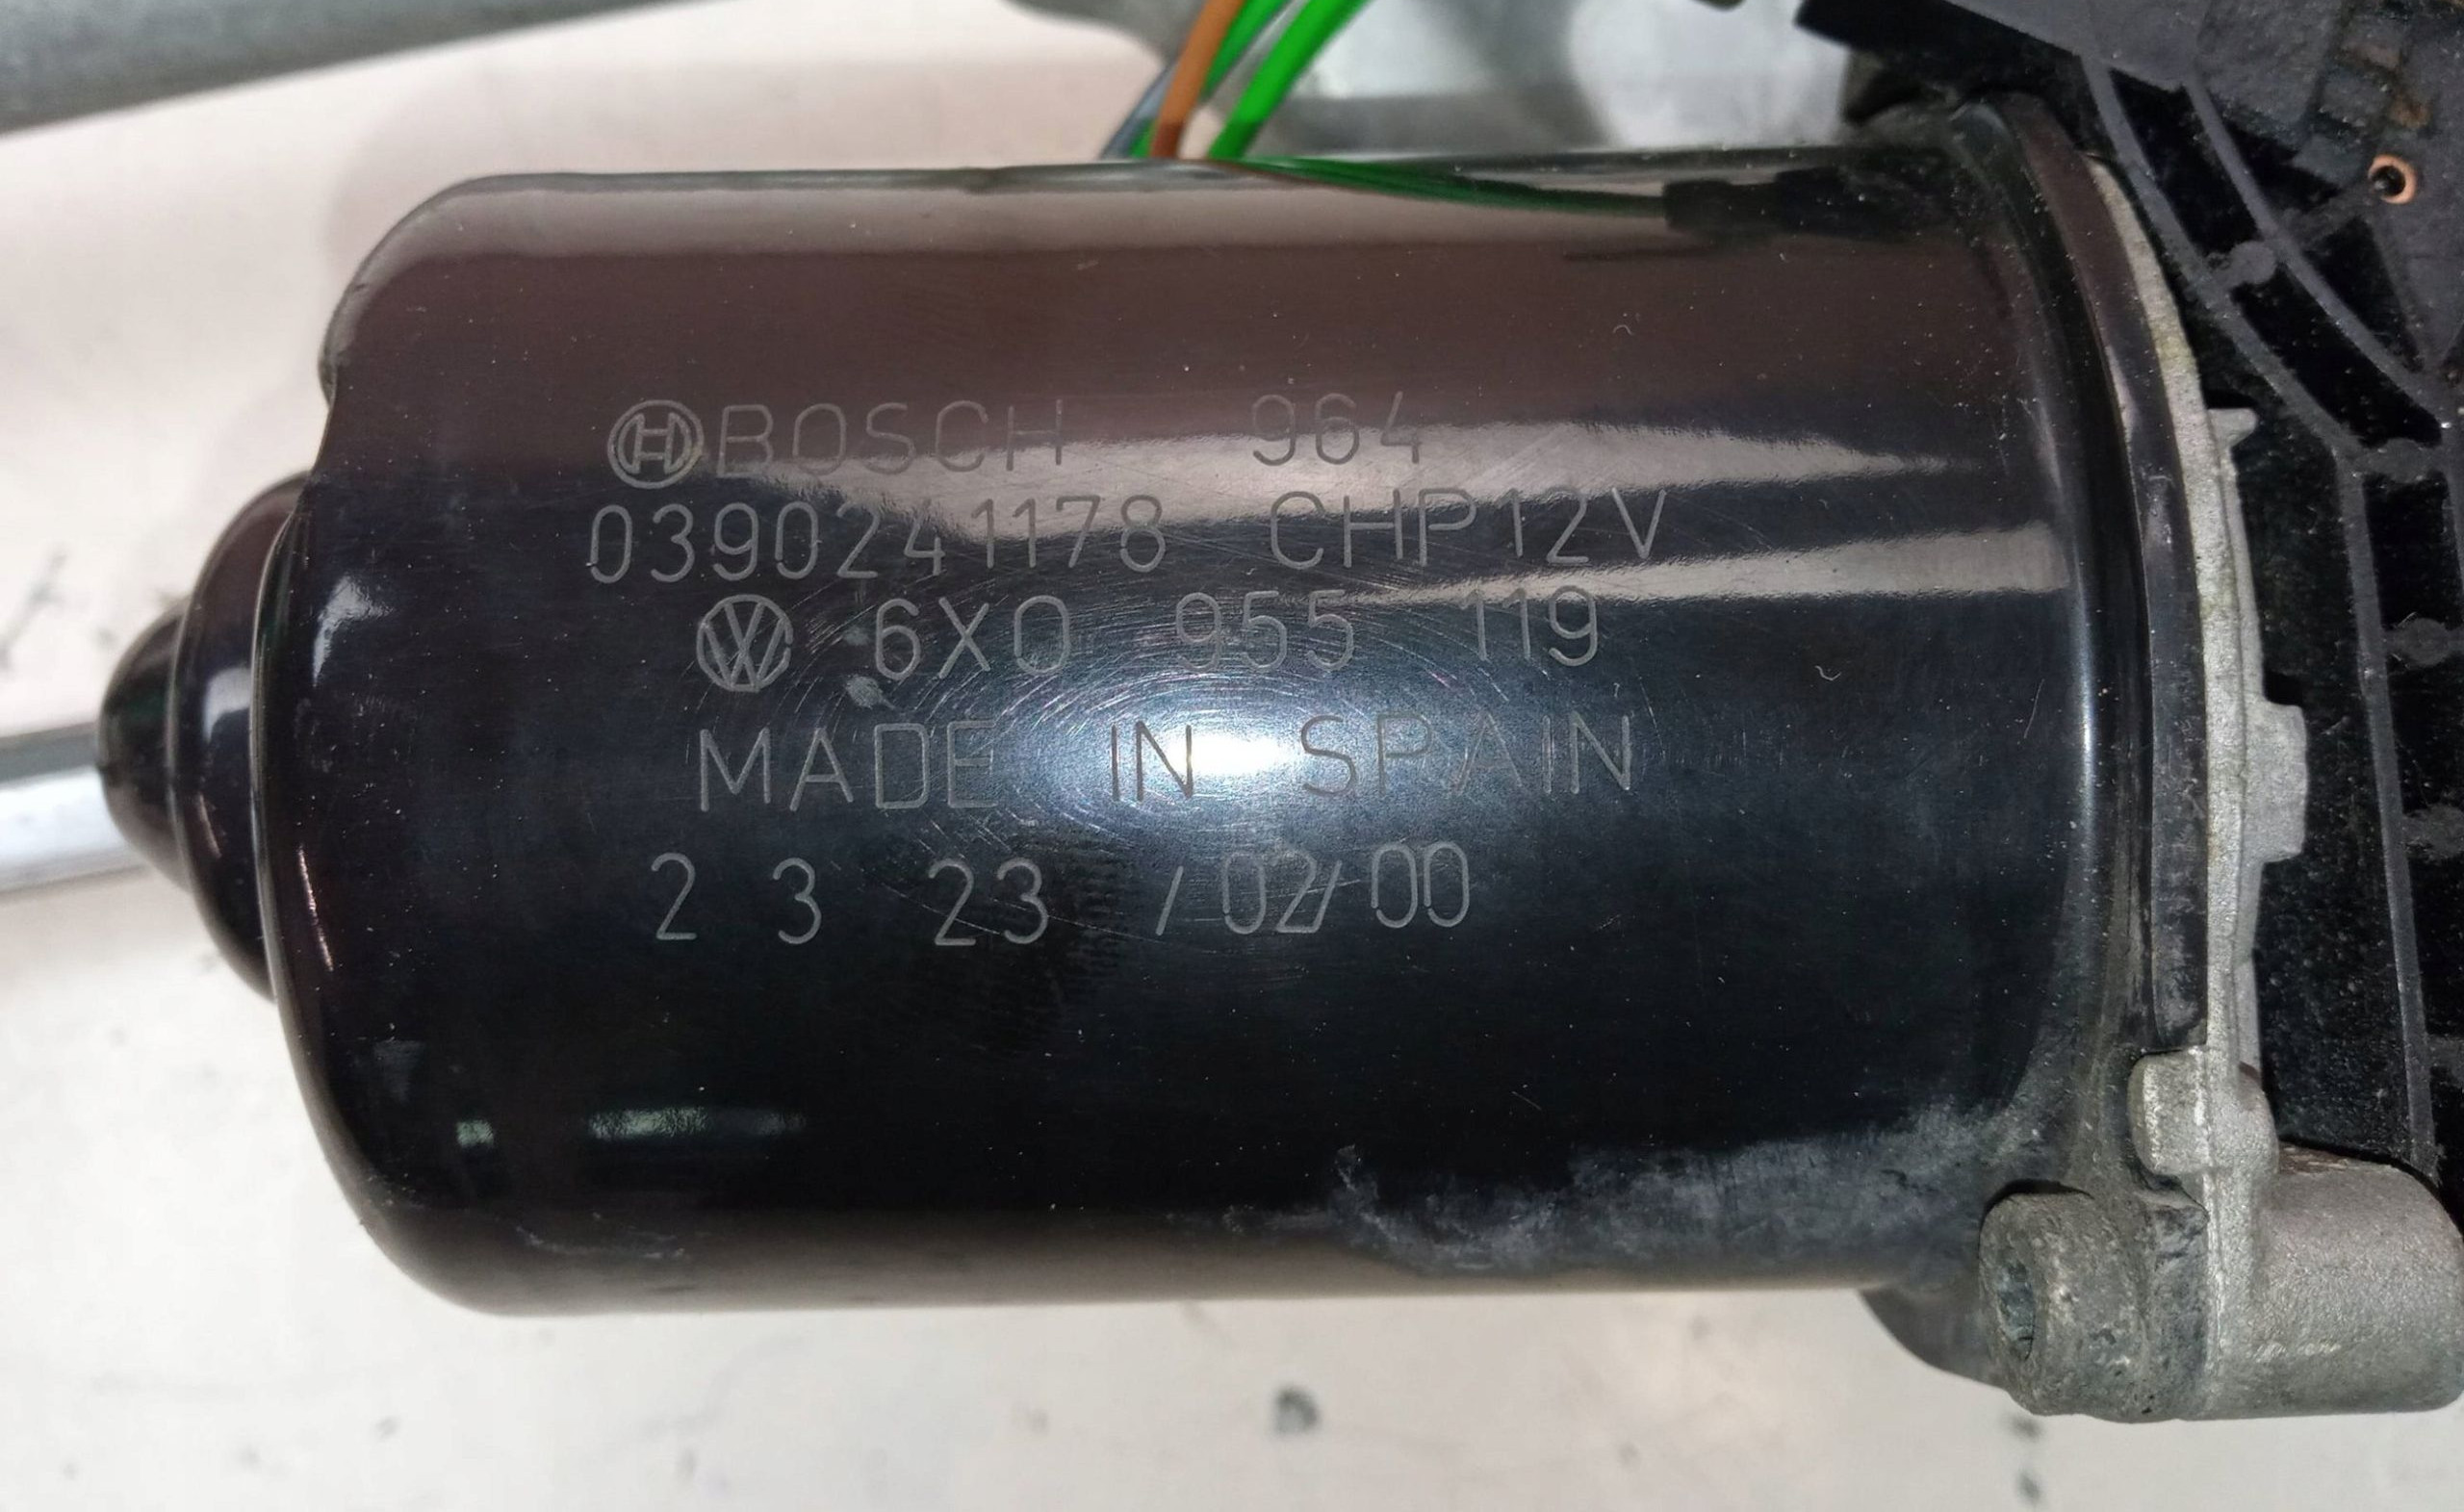 BOSCH 964
0390241178 CHP12V
6X0 955 119
MADE IN SPAIN
2 3 23 /02/00